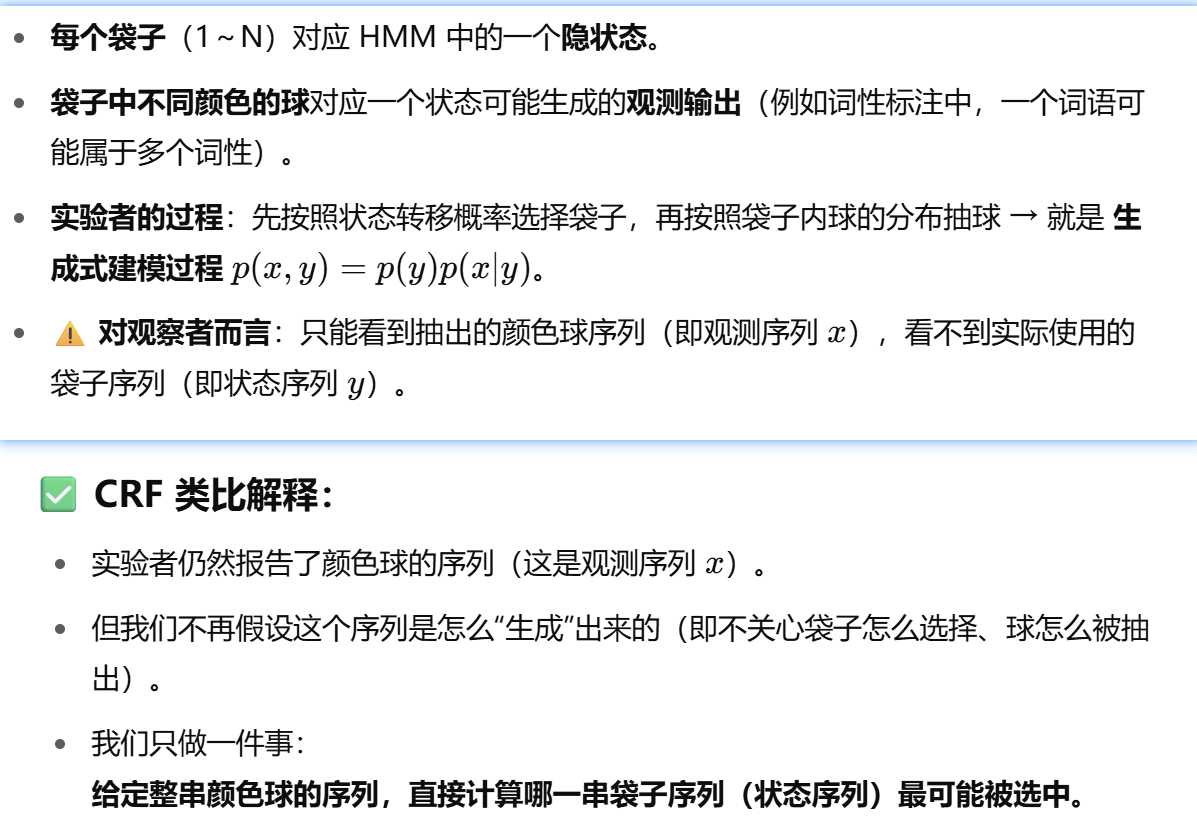 每个袋子（1～N）对应 HMM 中的一个隐状态。
袋子中不同颜色的球对应一个状态可能生成的观测输出（例如词性标注中，一个词语可
能属于多个词性）。
实验者的过程：先按照状态转移概率选择袋子，再按照袋子内球的分布抽球 → 就是 生
成式建模过程 p(x, y) = p(y)p(x|y)。
⚠️ 对观察者而言：只能看到抽出的颜色球序列（即观测序列 x），看不到实际使用的
袋子序列（即状态序列 y）。
✅ CRF 类比解释：
实验者仍然报告了颜色球的序列（这是观测序列 x）。
但我们不再假设这个序列是怎么“生成”出来的（即不关心袋子怎么选择、球怎么被抽
出）。
我们只做一件事：
给定整串颜色球的序列，直接计算哪一串袋子序列（状态序列）最可能被选中。